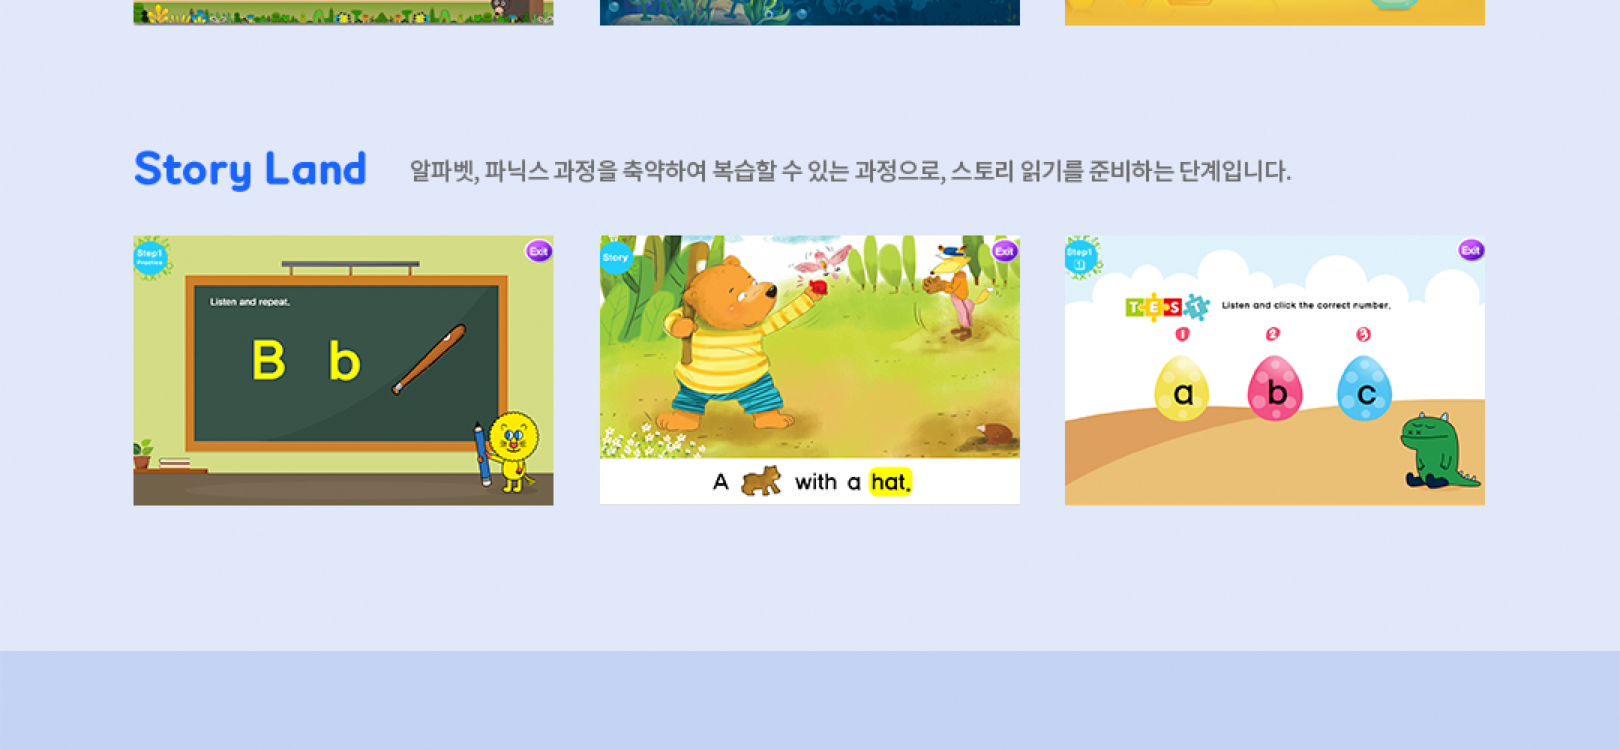 Story Land
알파벳, 파닉스 과정을 축약하여 복습할 수 있는 과정으로, 스토리 읽기를 준비하는 단계입니다.
Step1
Practice
Exit
Listen and repeat.
B b
Story
Exit
A with a hat.
Step1
1
Exit
TEST
Listen and click the correct number.
1 2 3
a b c